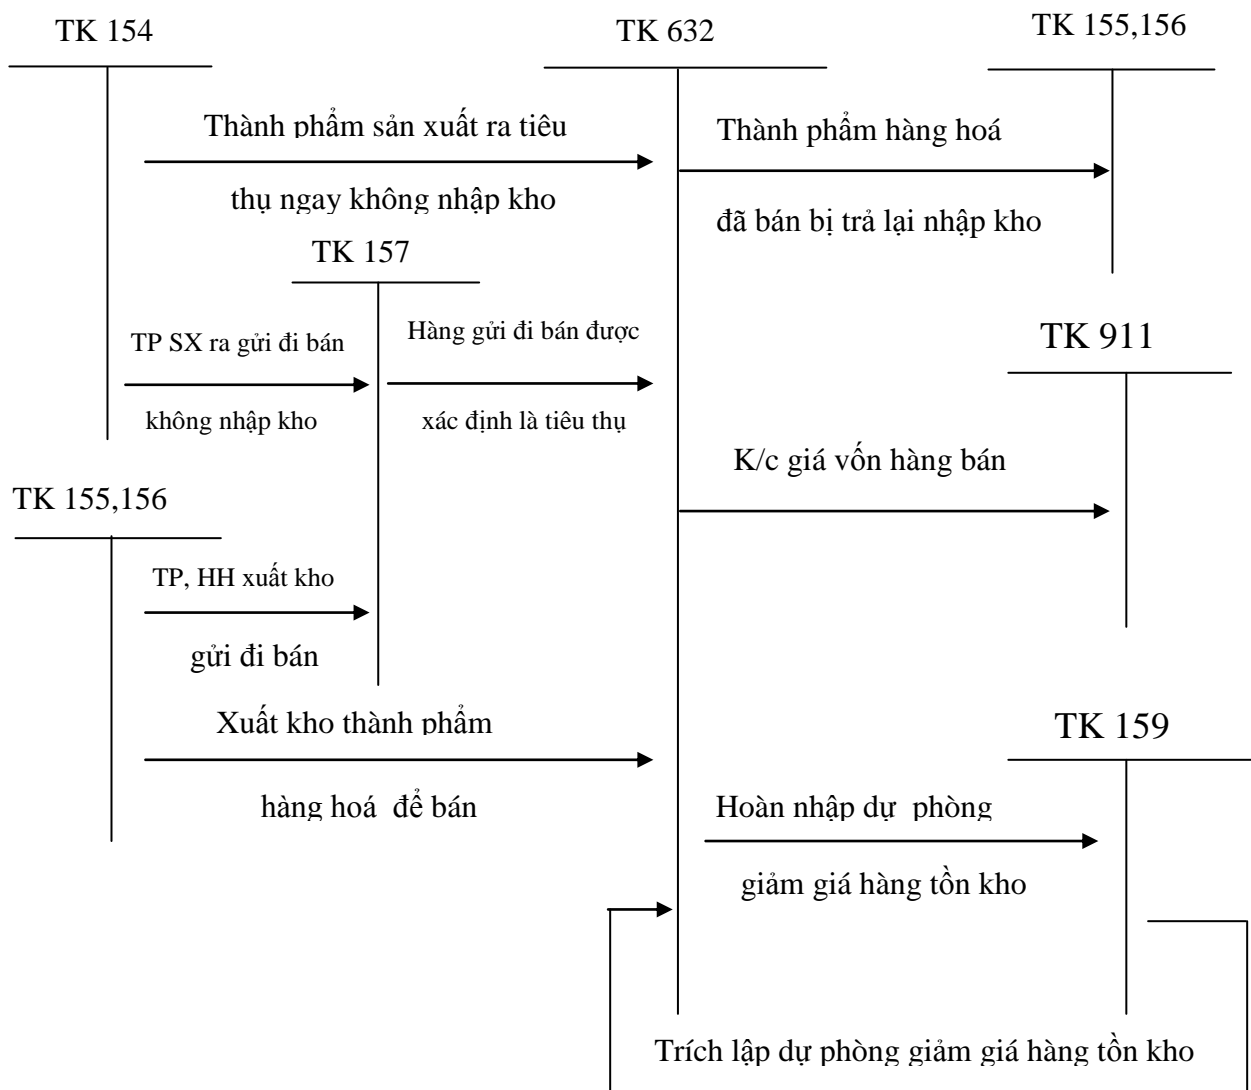 TK 154
TK 632
TK 155,156
Thành phẩm sản xuất ra tiêu
thụ ngay không nhập kho
Thành phẩm hàng hoá
đã bán bị trả lại nhập kho
TK 157
TP SX ra gửi đi bán
không nhập kho
Hàng gửi đi bán được
xác định là tiêu thụ
TK 911
K/c giá vốn hàng bán
TK 155,156
TP, HH xuất kho
gửi đi bán
Xuất kho thành phẩm
hàng hoá để bán
TK 159
Hoàn nhập dự phòng
giảm giá hàng tồn kho
Trích lập dự phòng giảm giá hàng tồn kho